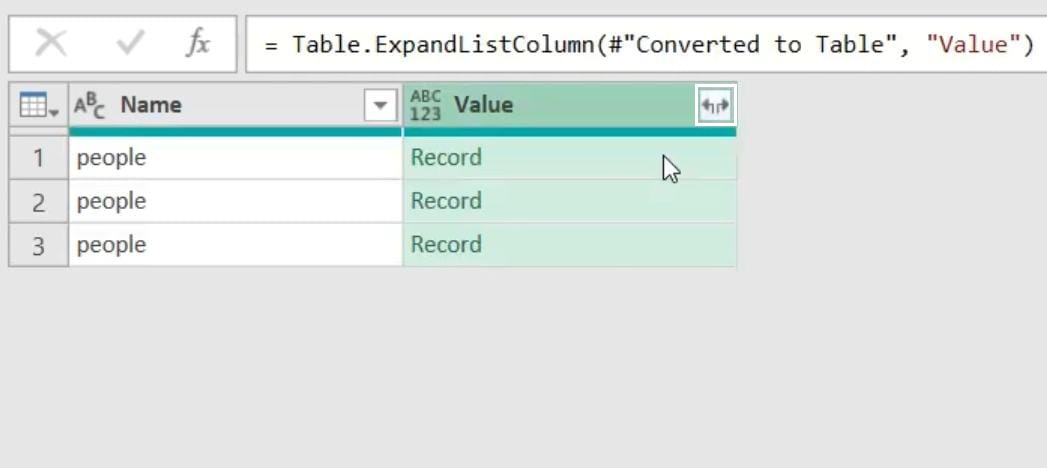 fx = Table.ExpandListColumn(#"Converted to Table", "Value")
ABC Name ABC 123 Value
1 people Record
2 people Record
3 people Record